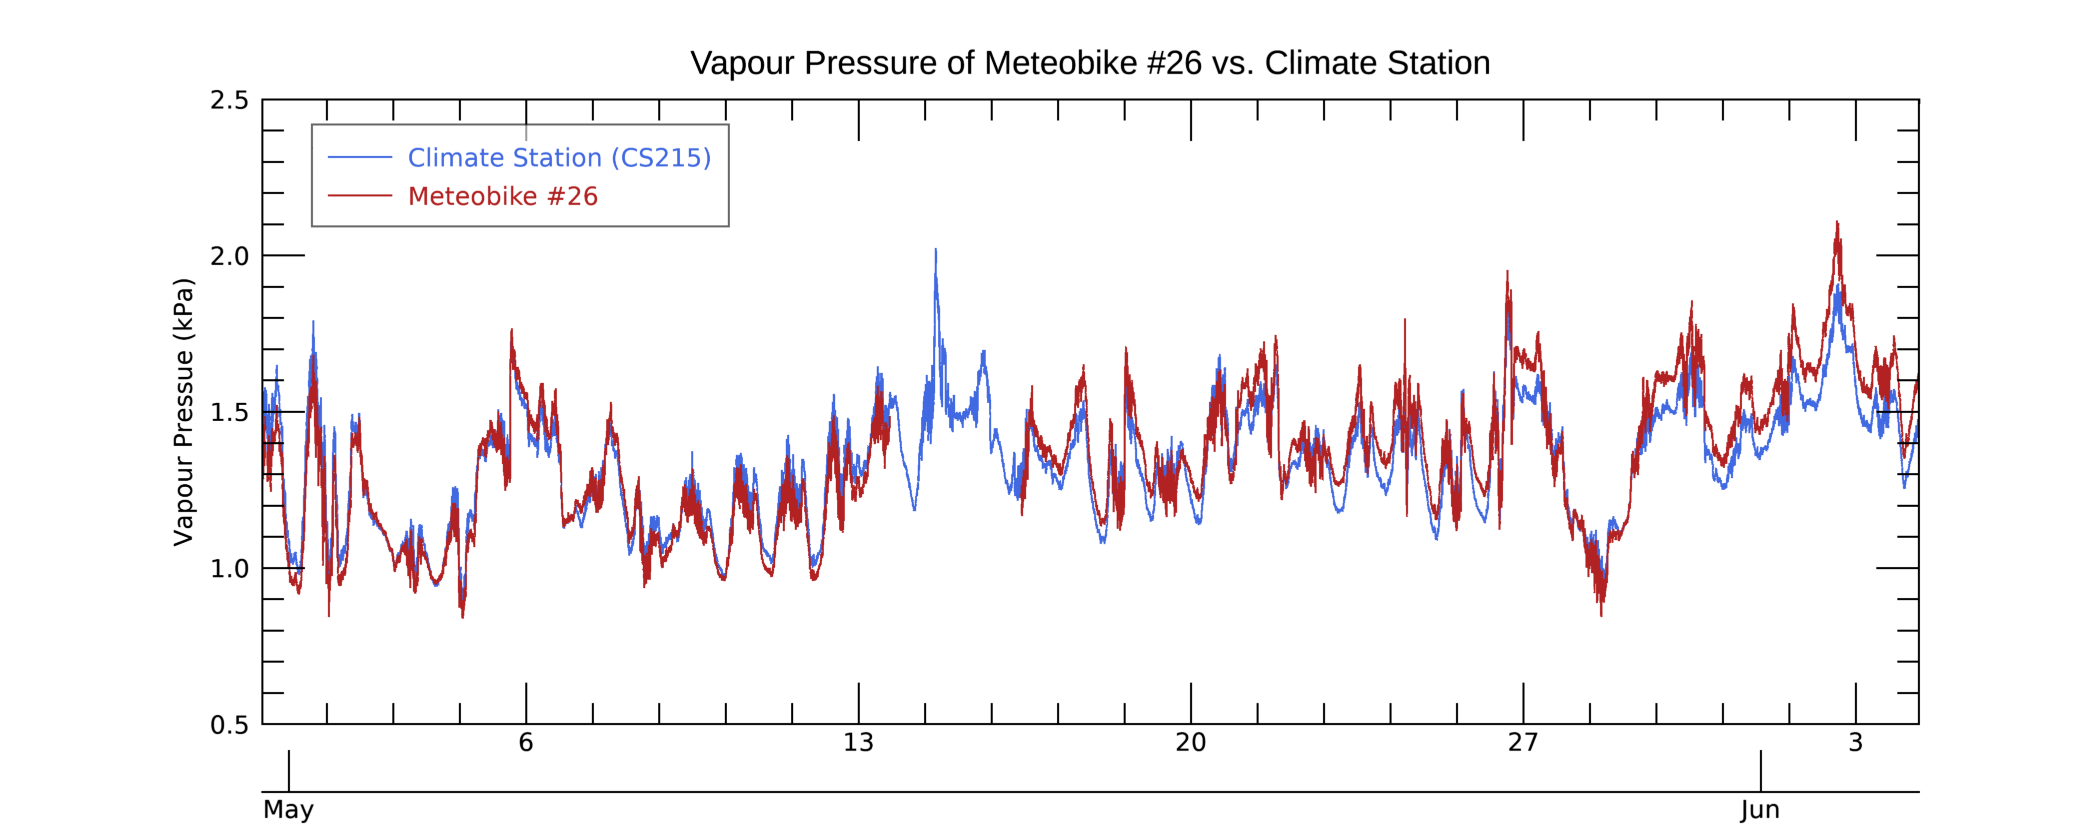 Vapour Pressure of Meteobike #26 vs. Climate Station
2.5
2.0
1.5
1.0
0.5
Vapour Pressue (kPa)
Climate Station (CS215)
Meteobike #26
6 13 20 27 3
May Jun